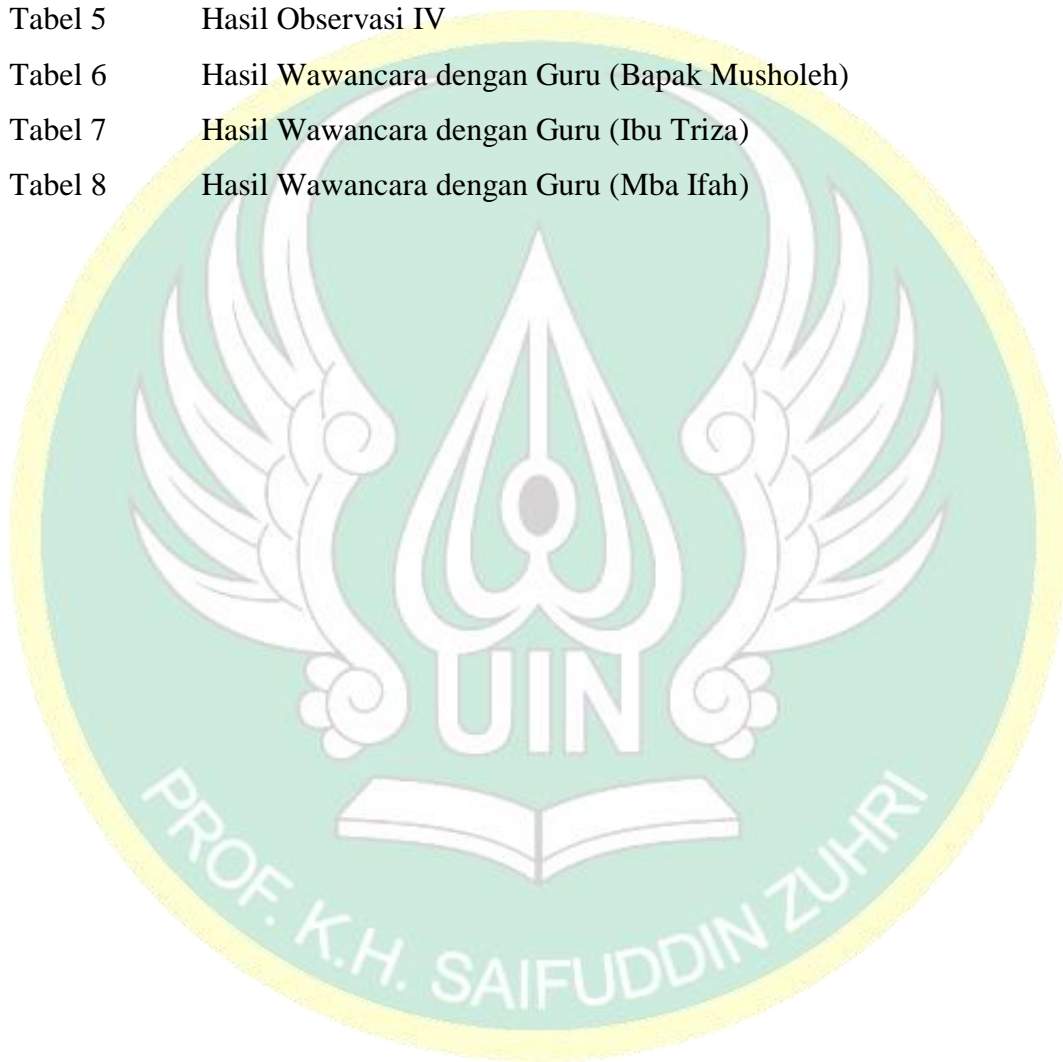 Tabel 5 Hasil Observasi IV
Tabel 6 Hasil Wawancara dengan Guru (Bapak Musholeh)
Tabel 7 Hasil Wawancara dengan Guru (Ibu Triza)
Tabel 8 Hasil Wawancara dengan Guru (Mba Ifah)
UIN
PROF. K.H. SAIFUDDIN ZUHRI